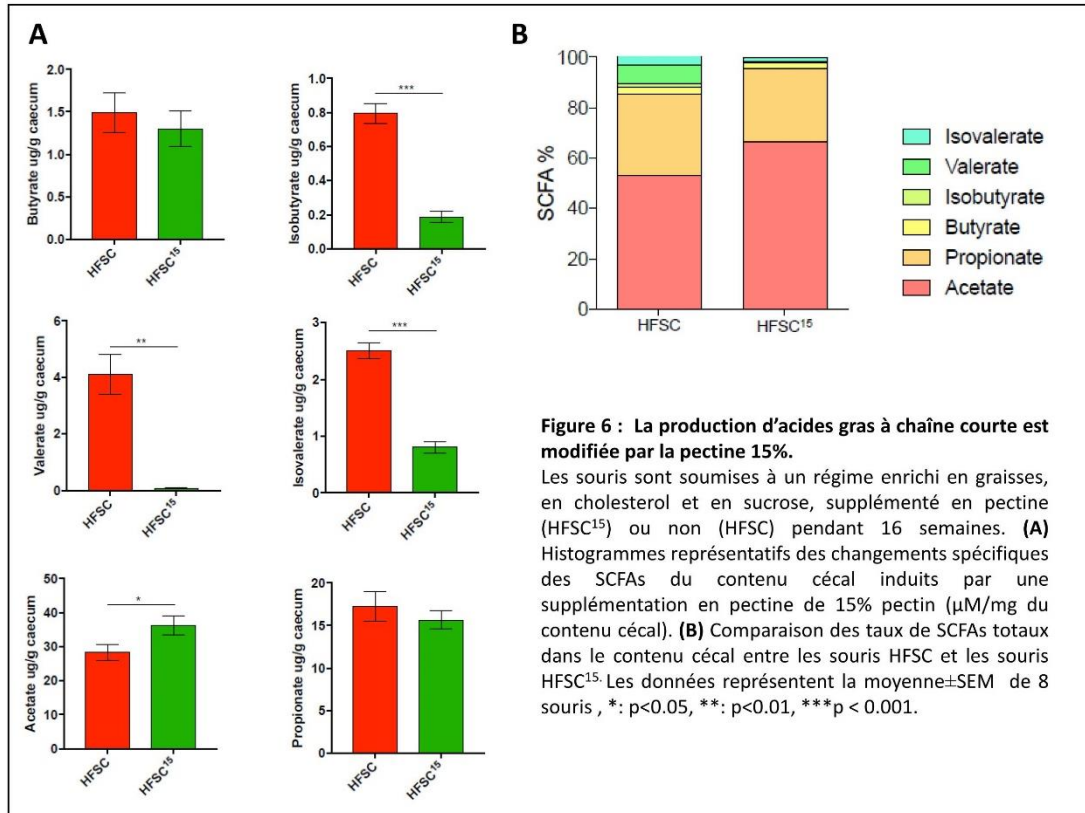 A
Butyrate ug/g caecum
2.0
1.5
1.0
0.5
0.0
HFSC
HFSC¹⁵
Isobutyrate ug/g caecum
1.0
0.8
0.6
0.4
0.2
0.0
***
HFSC
HFSC¹⁵
Valerate ug/g caecum
6
4
2
0
**
HFSC
HFSC¹⁵
Isovalerate ug/g caecum
3
2
1
0
***
HFSC
HFSC¹⁵
Acetate ug/g caecum
50
40
30
20
10
0
*
HFSC
HFSC¹⁵
Propionate ug/g caecum
20
15
10
5
0
HFSC
HFSC¹⁵
B
SCFA %
100
80
60
40
20
0
HFSC
HFSC¹⁵
Isovalerate
Valerate
Isobutyrate
Butyrate
Propionate
Acetate
Figure 6 : La production d’acides gras à chaîne courte est
modifiée par la pectine 15%.
Les souris sont soumises à un régime enrichi en graisses,
en cholesterol et en sucrose, supplémenté en pectine
(HFSC¹⁵) ou non (HFSC) pendant 16 semaines. (A)
Histogrammes représentatifs des changements spécifiques
des SCFAs du contenu cécal induits par une
supplémentation en pectine de 15% pectin (µM/mg du
contenu cécal). (B) Comparaison des taux de SCFAs totaux
dans le contenu cécal entre les souris HFSC et les souris
HFSC¹⁵· Les données représentent la moyenne±SEM de 8
souris , *: p<0.05, **: p<0.01, ***p < 0.001.